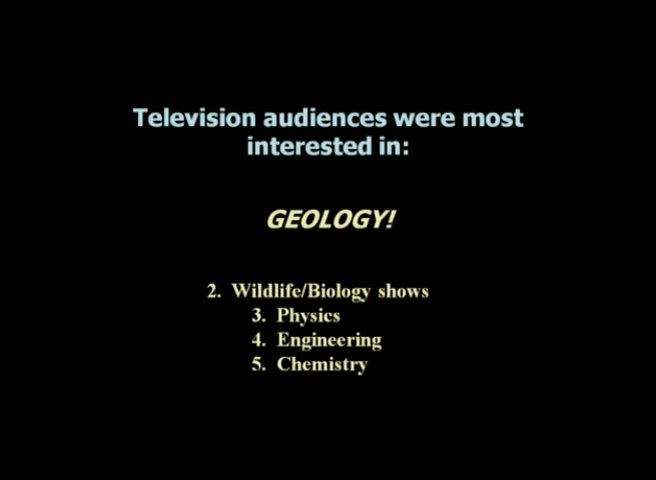 Television audiences were most
interested in:
GEOLOGY!
2. Wildlife/Biology shows
3. Physics
4. Engineering
5. Chemistry